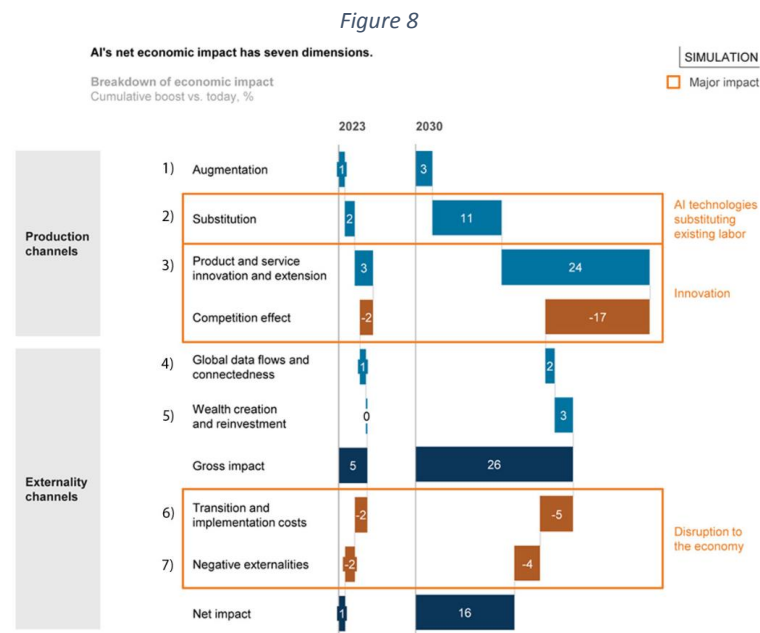 Figure 8
AI's net economic impact has seven dimensions.
SIMULATION
Breakdown of economic impact
Cumulative boost vs. today, %
Major impact
2023 2030
Production
channels
1) Augmentation 1 3
2) Substitution 2 11
AI technologies
substituting
existing labor
3) Product and service
innovation and extension 3 24
Competition effect -2 -17
Innovation
Externality
channels
4) Global data flows and
connectedness 1 2
5) Wealth creation
and reinvestment 0 3
Gross impact 5 26
6) Transition and
implementation costs -2 -5
7) Negative externalities -2 -4
Disruption to
the economy
Net impact 1 16